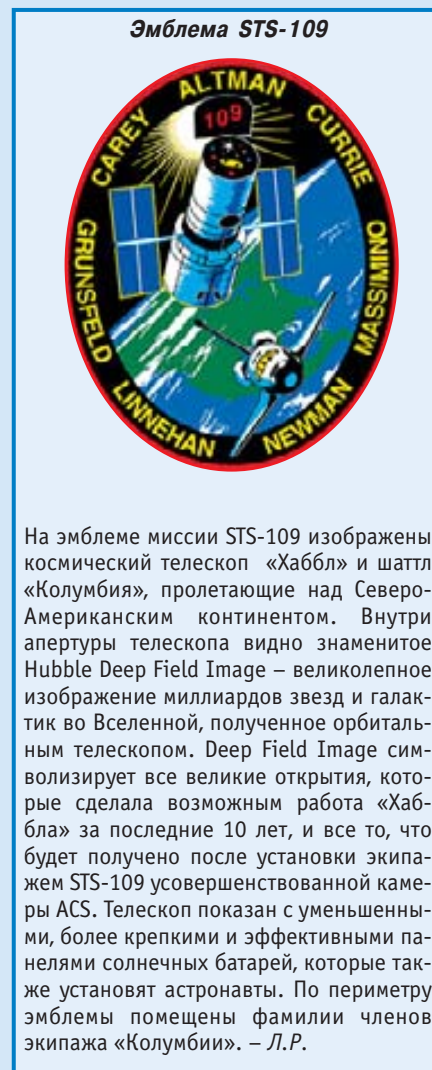 Эмблема STS-109
CAREY ALTMAN CURRIE
109
GRUNSFELD MASSIMINO
LINNEHAN NEWMAN
На эмблеме миссии STS-109 изображены
космический телескоп «Хаббл» и шаттл
«Колумбия», пролетающие над Северо-
Американским континентом. Внутри
апертуры телескопа видно знаменитое
Hubble Deep Field Image – великолепное
изображение миллиардов звезд и галак-
тик во Вселенной, полученное орбиталь-
ным телескопом. Deep Field Image сим-
волизирует все великие открытия, кото-
рые сделала возможным работа «Хаб-
бла» за последние 10 лет, и все то, что
будет получено после установки экипа-
жем STS-109 усовершенствованной каме-
ры ACS. Телескоп показан с уменьшенны-
ми, более крепкими и эффективными па-
нелями солнечных батарей, которые так-
же установят астронавты. По периметру
эмблемы помещены фамилии членов
экипажа «Колумбии». – Л.Р.